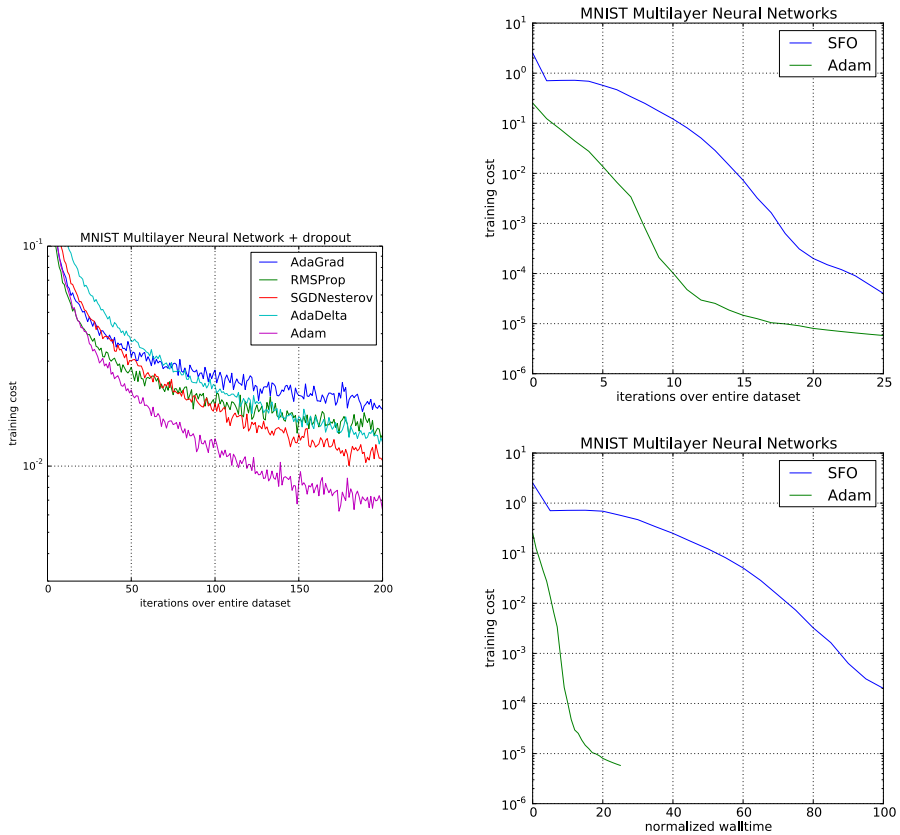 MNIST Multilayer Neural Network + dropout
10^-1
10^-2
training cost
0 50 100 150 200
iterations over entire dataset
AdaGrad
RMSProp
SGDNesterov
AdaDelta
Adam
MNIST Multilayer Neural Networks
10^1
10^0
10^-1
10^-2
10^-3
10^-4
10^-5
10^-6
training cost
0 5 10 15 20 25
iterions over entire dataset
SFO
Adam
MNIST Multilayer Neural Networks
10^1
10^0
10^-1
10^-2
10^-3
10^-4
10^-5
10^-6
training cost
0 20 40 60 80 100
normalized walltime
SFO
Adam